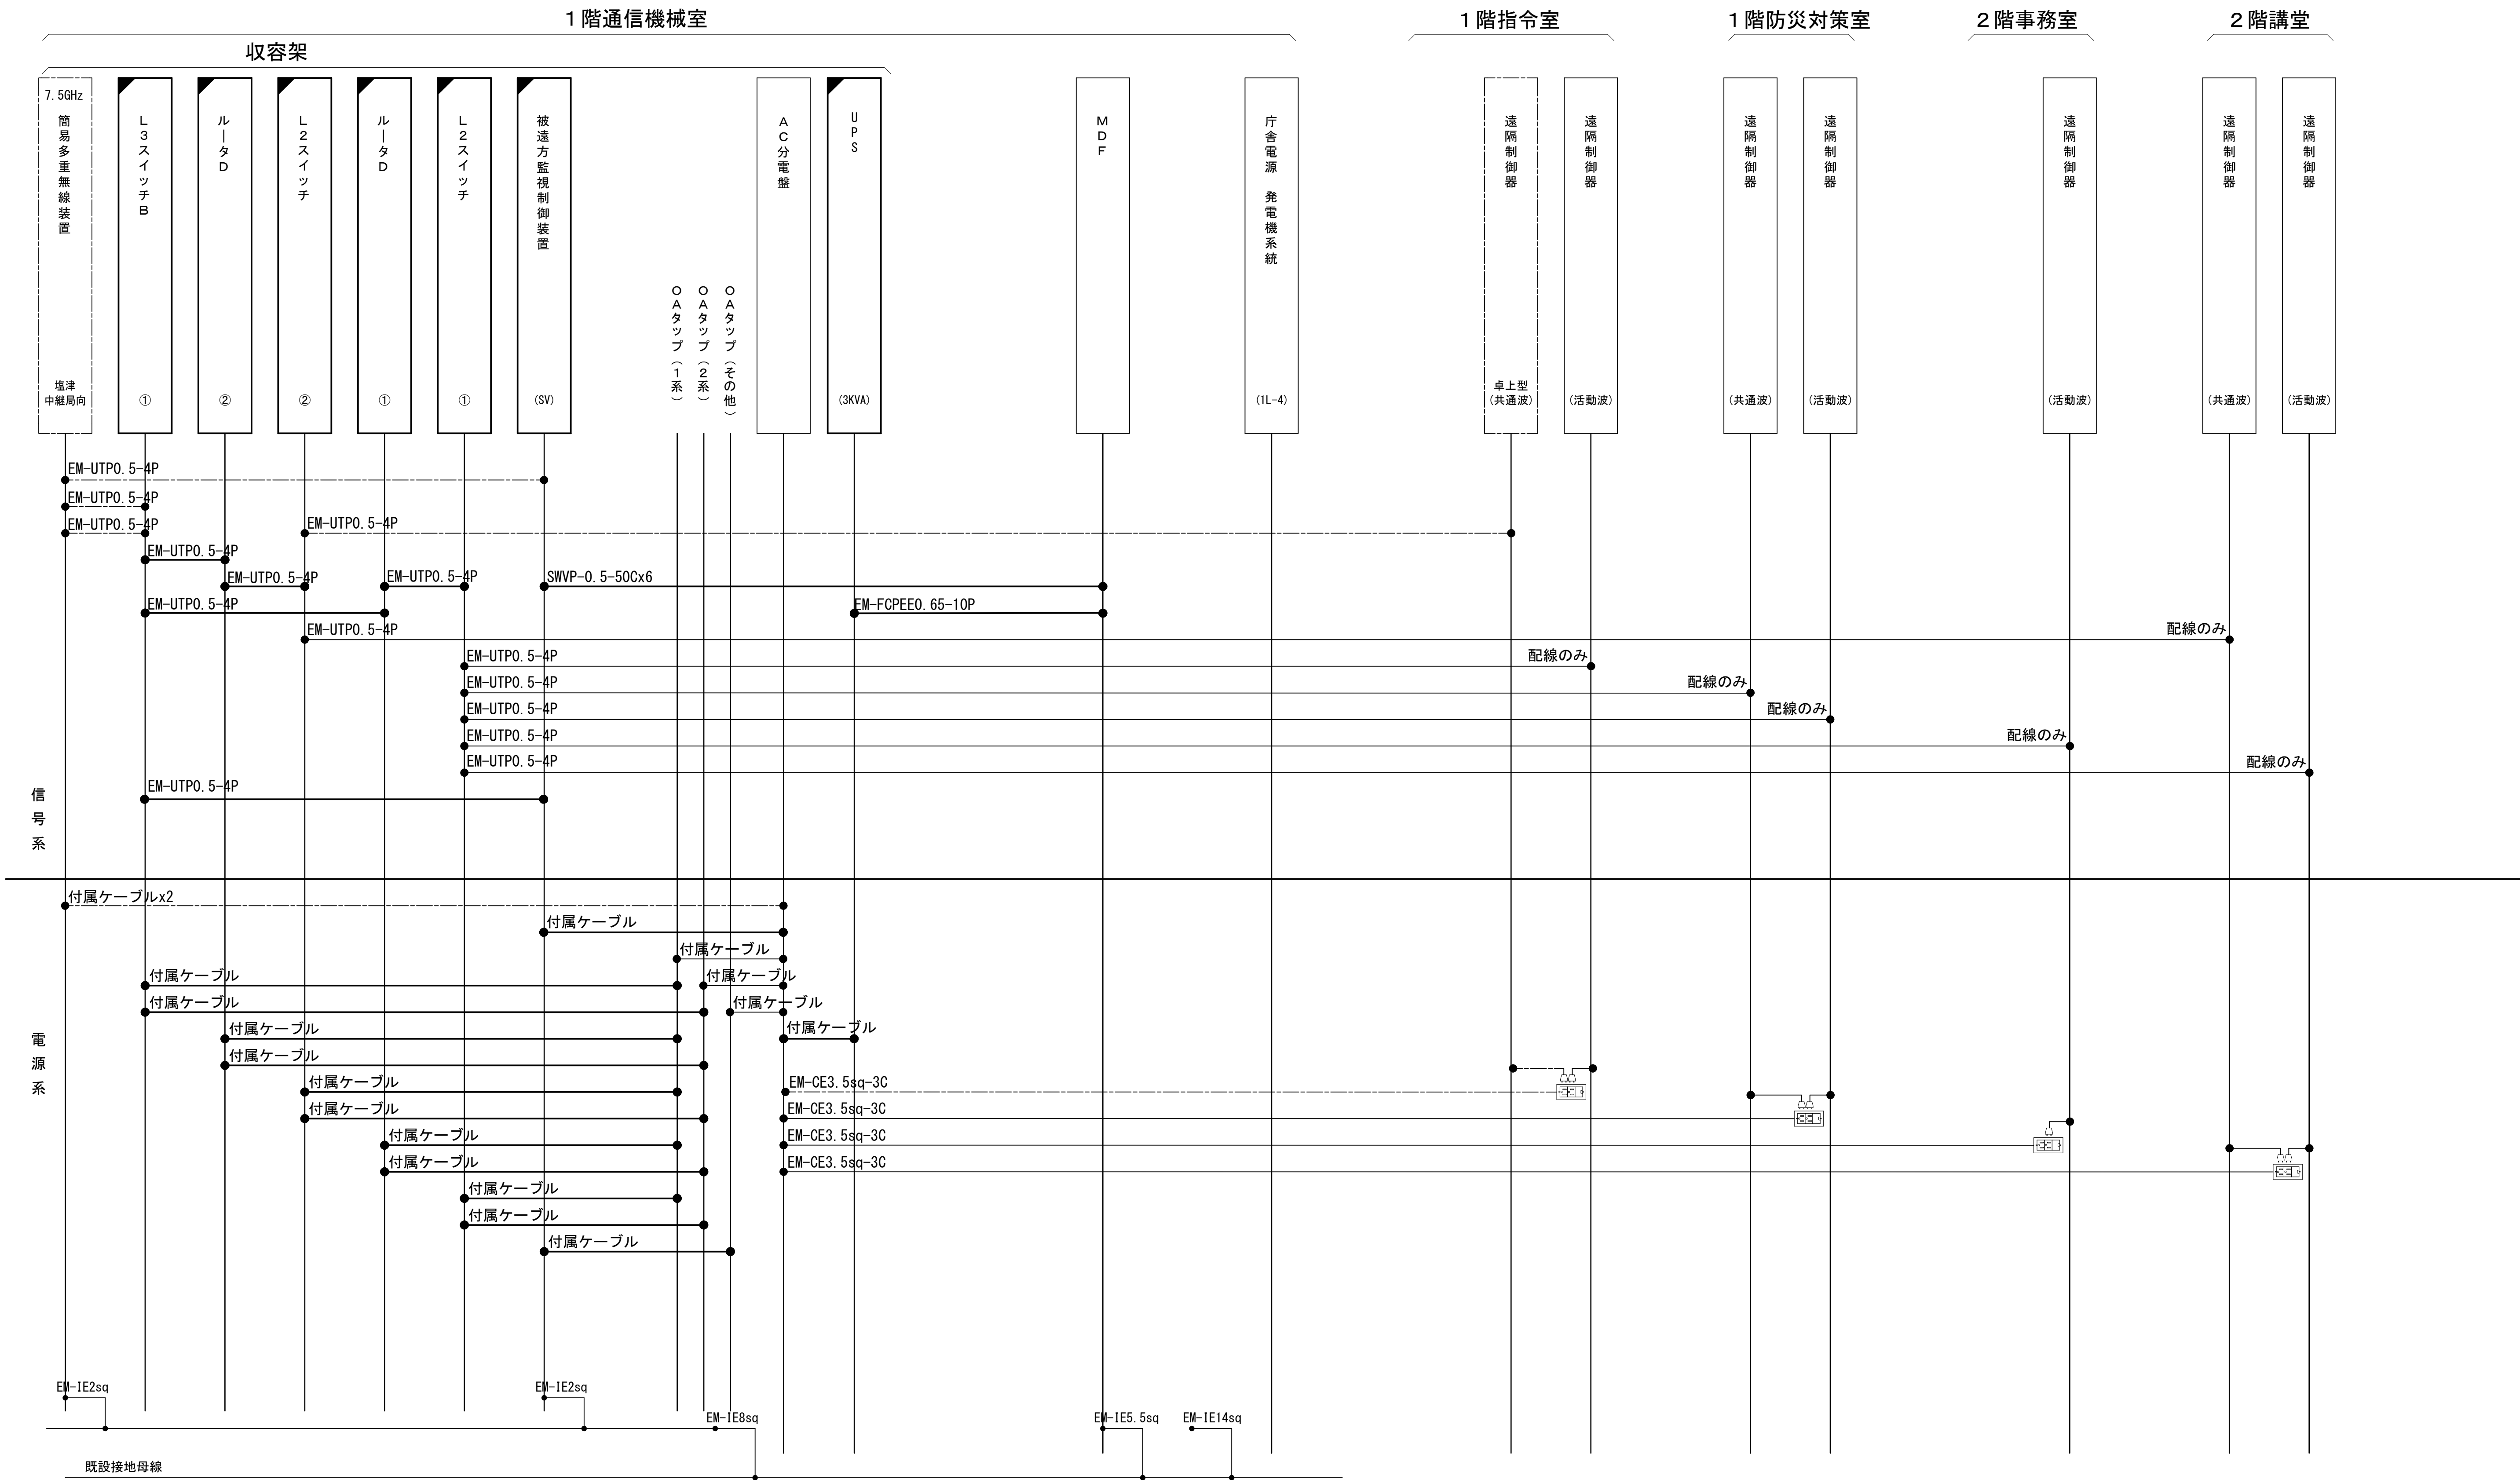 １階通信機械室
１階指令室
１階防災対策室
２階事務室
２階講堂
収容架
7.5GHz
簡易多重無線装置
塩津
中継局向
Ｌ３スイッチＢ
①
ルータＤ
②
Ｌ２スイッチ
②
ルータＤ
①
Ｌ２スイッチ
①
被遠方監視制御装置
(SV)
ＯＡタップ（１系）
ＯＡタップ（２系）
ＯＡタップ（その他）
ＡＣ分電盤
UPS
(3KVA)
ＭＤＦ
庁舎電源　発電機系統
(1L-4)
遠隔制御器
卓上型
(共通波)
遠隔制御器
(活動波)
遠隔制御器
(共通波)
遠隔制御器
(活動波)
遠隔制御器
(活動波)
遠隔制御器
(共通波)
遠隔制御器
(活動波)
EM-UTP0.5-4P
EM-UTP0.5-4P
EM-UTP0.5-4P
EM-UTP0.5-4P
EM-UTP0.5-4P
EM-UTP0.5-4P
EM-UTP0.5-4P
SWVP-0.5-50Cx6
EM-UTP0.5-4P
EM-FCPEE0.65-10P
EM-UTP0.5-4P
配線のみ
EM-UTP0.5-4P
配線のみ
EM-UTP0.5-4P
配線のみ
EM-UTP0.5-4P
配線のみ
EM-UTP0.5-4P
配線のみ
EM-UTP0.5-4P
配線のみ
EM-UTP0.5-4P
信号系
付属ケーブルx2
付属ケーブル
付属ケーブル
付属ケーブル
付属ケーブル
付属ケーブル
付属ケーブル
付属ケーブル
付属ケーブル
付属ケーブル
付属ケーブル
EM-CE3.5sq-3C
付属ケーブル
EM-CE3.5sq-3C
付属ケーブル
EM-CE3.5sq-3C
付属ケーブル
EM-CE3.5sq-3C
付属ケーブル
付属ケーブル
付属ケーブル
電源系
EM-IE2sq
EM-IE2sq
EM-IE8sq
EM-IE5.5sq
EM-IE14sq
既設接地母線